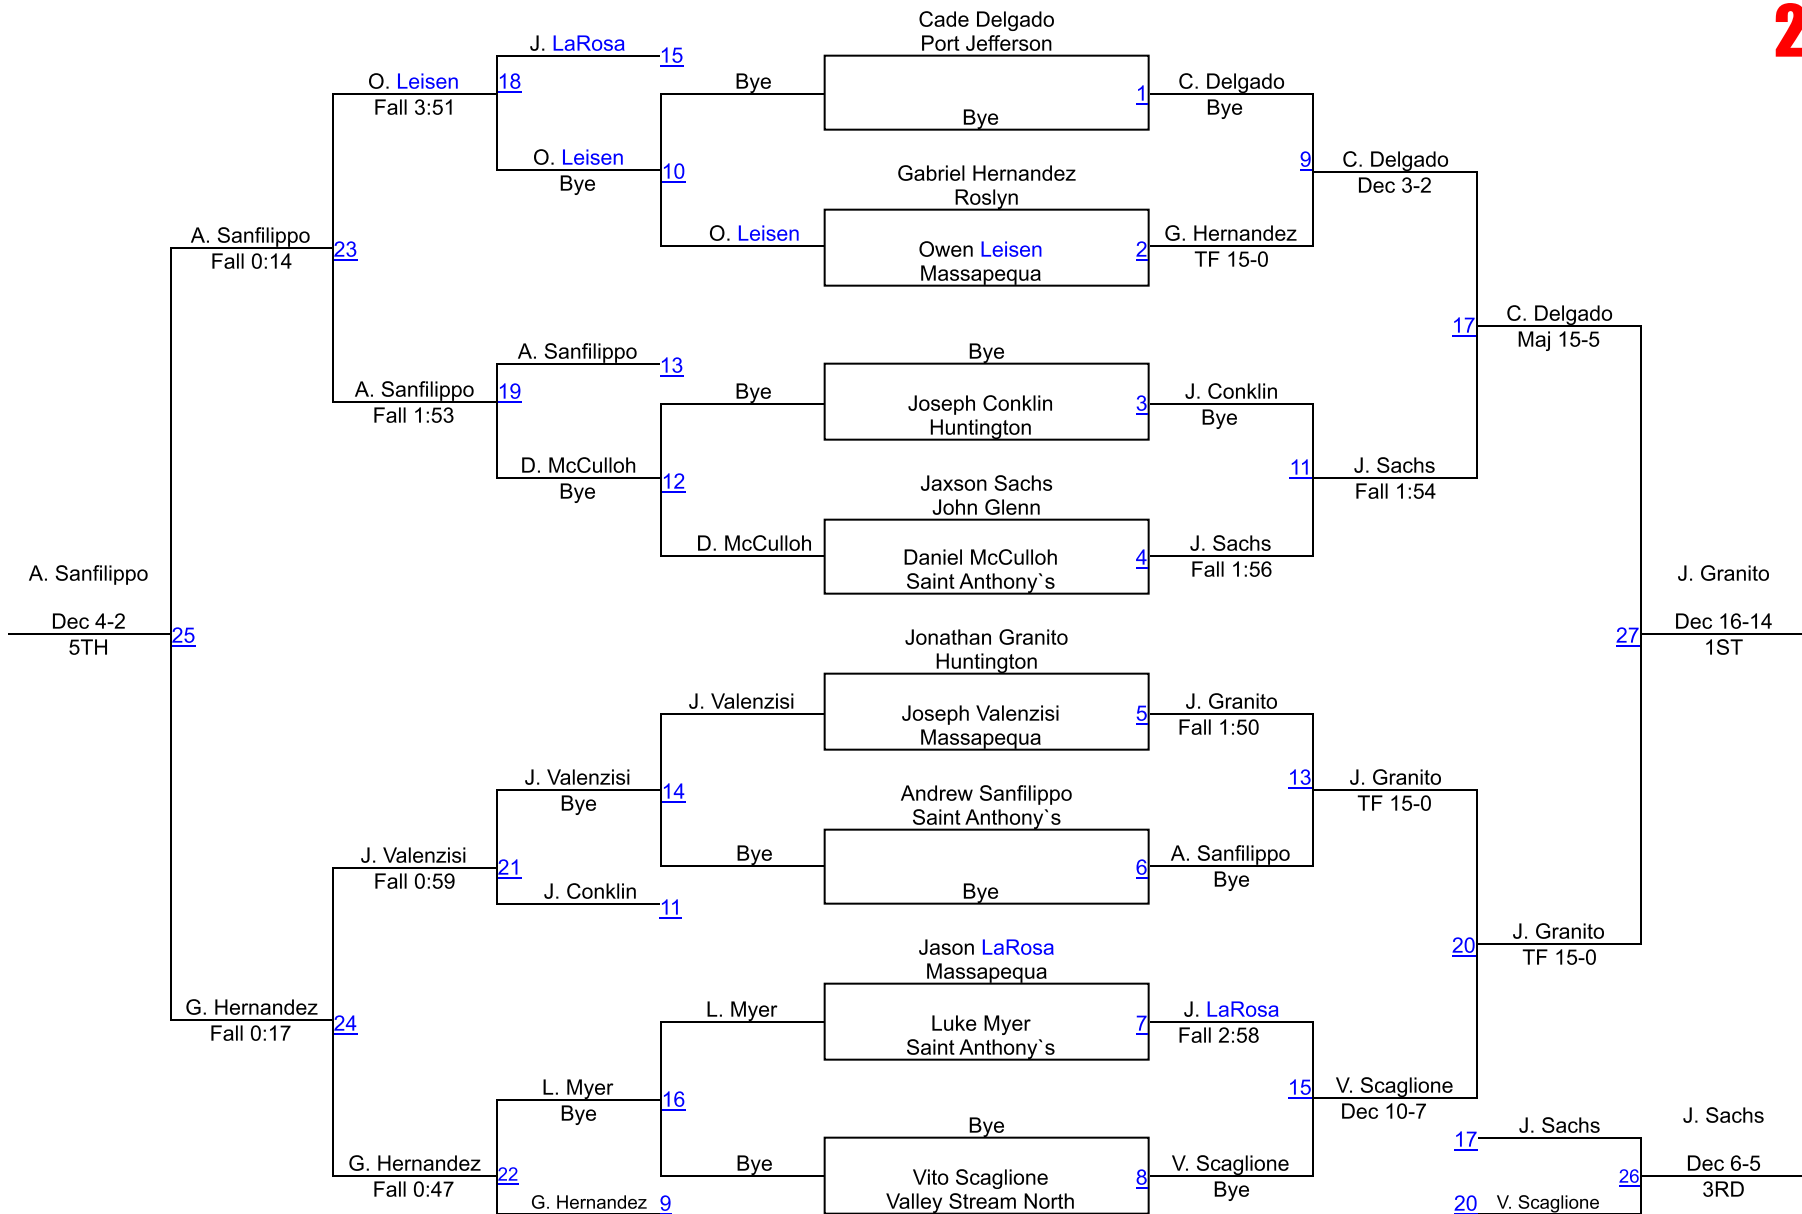 Cade Delgado
Port Jefferson
2
J. LaRosa
15
O. Leisen
18
Fall 3:51
Bye
1
C. Delgado
Bye
Bye
O. Leisen
Bye
10
9
C. Delgado
Dec 3-2
Gabriel Hernandez
Roslyn
A. Sanfilippo
Fall 0:14
23
O. Leisen
Owen Leisen
Massapequa
2
G. Hernandez
TF 15-0
17
C. Delgado
Maj 15-5
A. Sanfilippo
13
Bye
A. Sanfilippo
Fall 1:53
19
Bye
Joseph Conklin
Huntington
3
J. Conklin
Bye
D. McCulloh
Bye
12
11
J. Sachs
Fall 1:54
Jaxson Sachs
John Glenn
D. McCulloh
Daniel McCulloh
Saint Anthony`s
4
J. Sachs
Fall 1:56
A. Sanfilippo
Dec 4-2
5TH
25
J. Granito
27
Dec 16-14
1ST
Jonathan Granito
Huntington
J. Valenzisi
Joseph Valenzisi
Massapequa
5
J. Granito
Fall 1:50
J. Valenzisi
Bye
14
13
J. Granito
TF 15-0
Andrew Sanfilippo
Saint Anthony`s
J. Valenzisi
Fall 0:59
21
Bye
Bye
6
A. Sanfilippo
Bye
J. Conklin
11
20
J. Granito
TF 15-0
Jason LaRosa
Massapequa
G. Hernandez
Fall 0:17
24
L. Myer
Luke Myer
Saint Anthony`s
7
J. LaRosa
Fall 2:58
L. Myer
Bye
16
15
V. Scaglione
Dec 10-7
Bye
17
J. Sachs
J. Sachs
G. Hernandez
Fall 0:47
22
Bye
Vito Scaglione
Valley Stream North
8
V. Scaglione
Bye
26
Dec 6-5
3RD
G. Hernandez
9
20
V. Scaglione